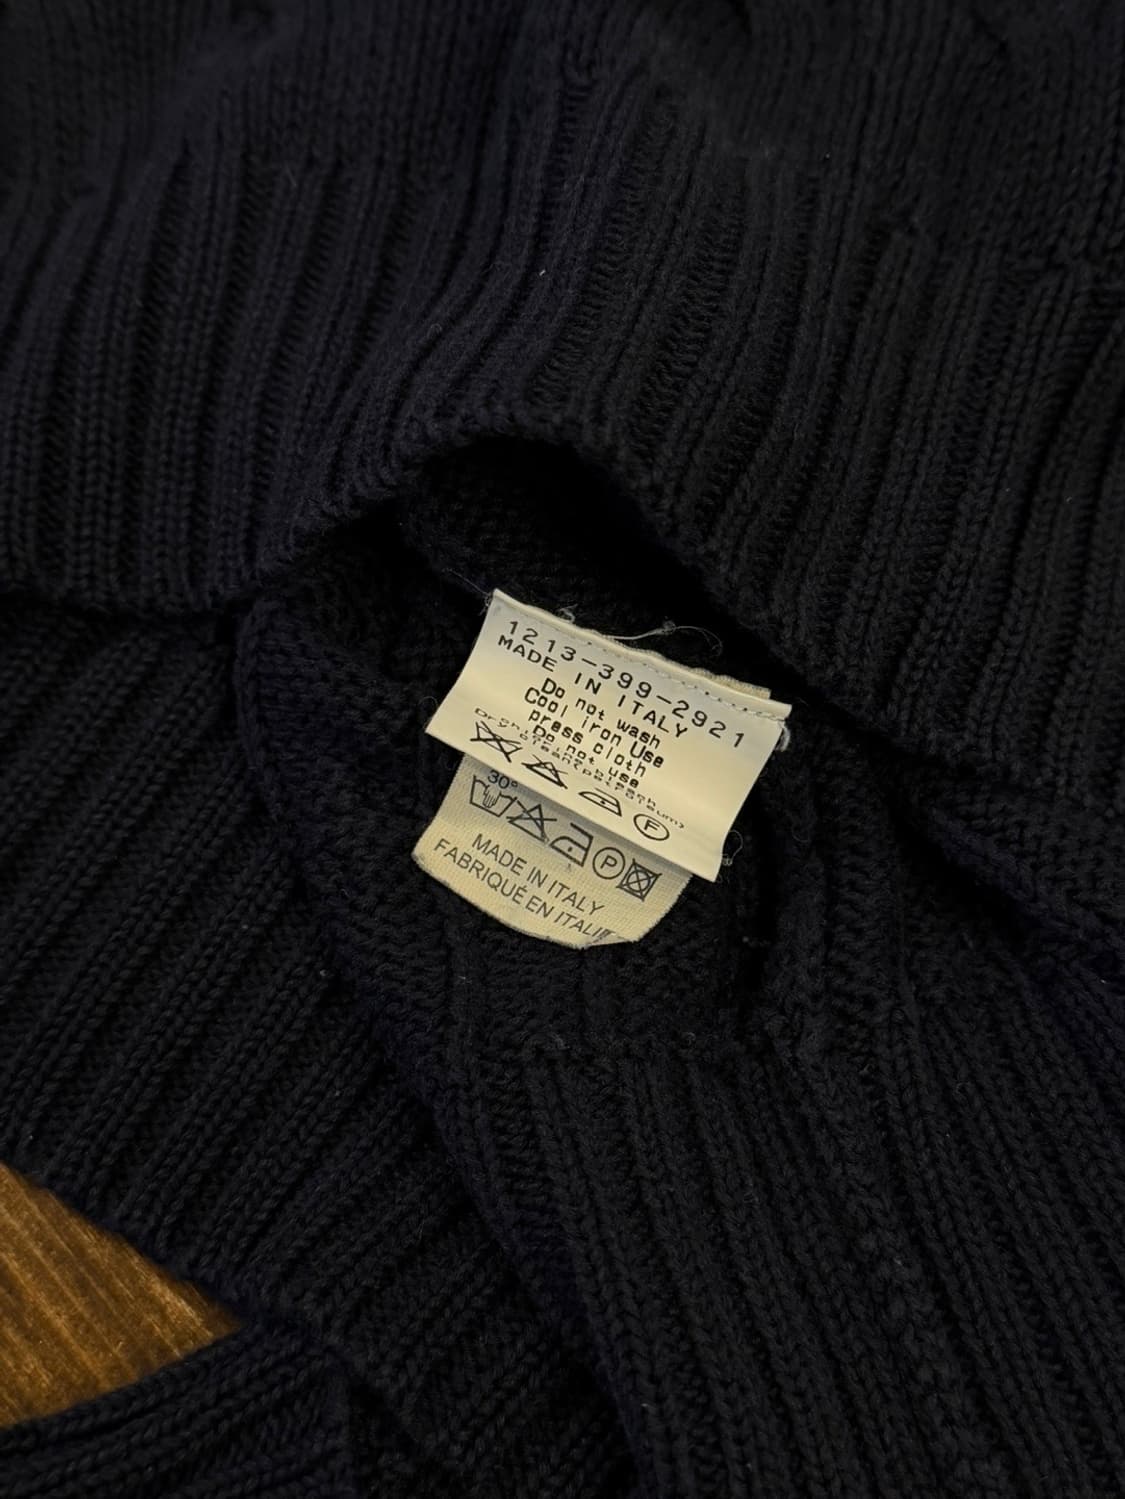 1213-399-2921
MADE IN ITALY
Do not wash
Cool iron Use
press cloth
Do not use
F
30°
P
MADE IN ITALY
FABRIQUÉ EN ITALIE